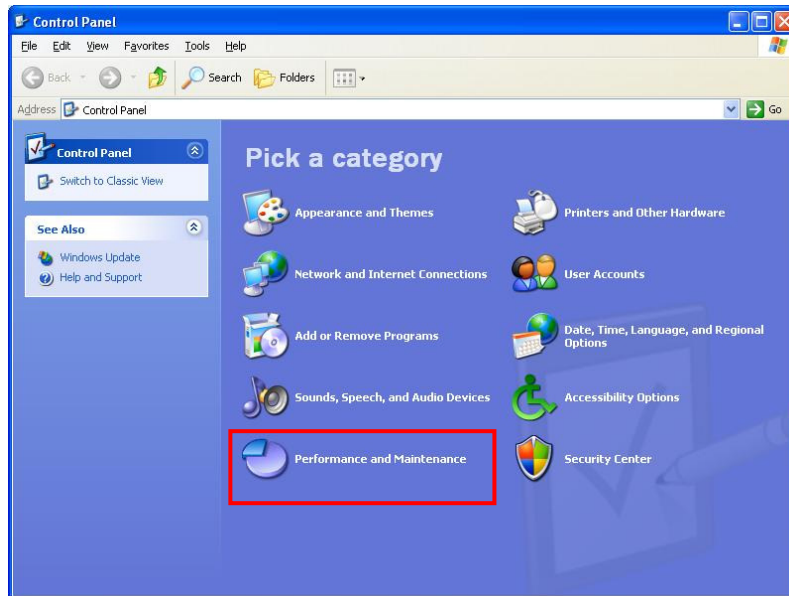 Control Panel
File Edit View Favorites Tools Help
Back Search Folders
Address Control Panel Go
Control Panel
Switch to Classic View
See Also
Windows Update
Help and Support
Pick a category
Appearance and Themes
Printers and Other Hardware
Network and Internet Connections
User Accounts
Add or Remove Programs
Date, Time, Language, and Regional
Options
Sounds, Speech, and Audio Devices
Accessibility Options
Performance and Maintenance
Security Center